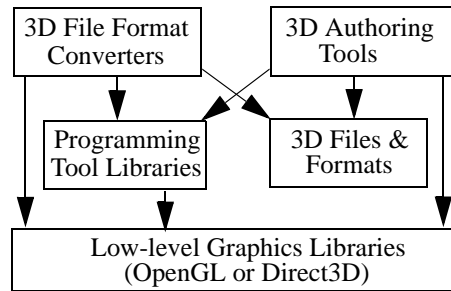 3D File Format
Converters
3D Authoring
Tools
Programming
Tool Libraries
3D Files &
Formats
Low-level Graphics Libraries
(OpenGL or Direct3D)